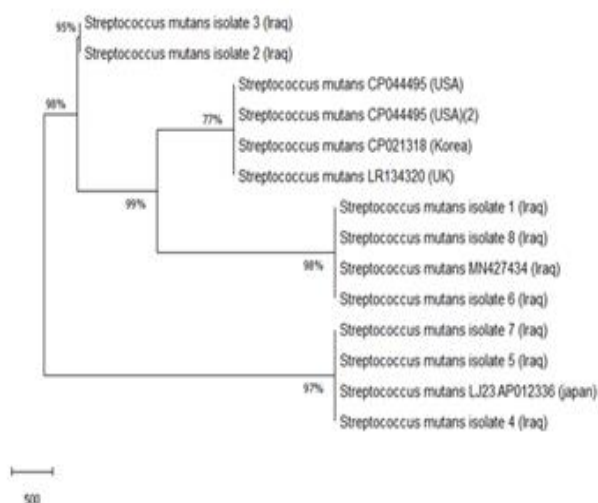 95%
Streptococcus mutans isolate 3 (Iraq)
Streptococcus mutans isolate 2 (Iraq)
98%
Streptococcus mutans CP044495 (USA)
Streptococcus mutans CP044495 (USA)(2)
77%
Streptococcus mutans CP021318 (Korea)
Streptococcus mutans LR134320 (UK)
99%
Streptococcus mutans isolate 1 (Iraq)
Streptococcus mutans isolate 8 (Iraq)
98%
Streptococcus mutans MN427434 (Iraq)
Streptococcus mutans isolate 6 (Iraq)
Streptococcus mutans isolate 7 (Iraq)
Streptococcus mutans isolate 5 (Iraq)
97%
Streptococcus mutans LJ23 AP012336 (japan)
Streptococcus mutans isolate 4 (Iraq)
500